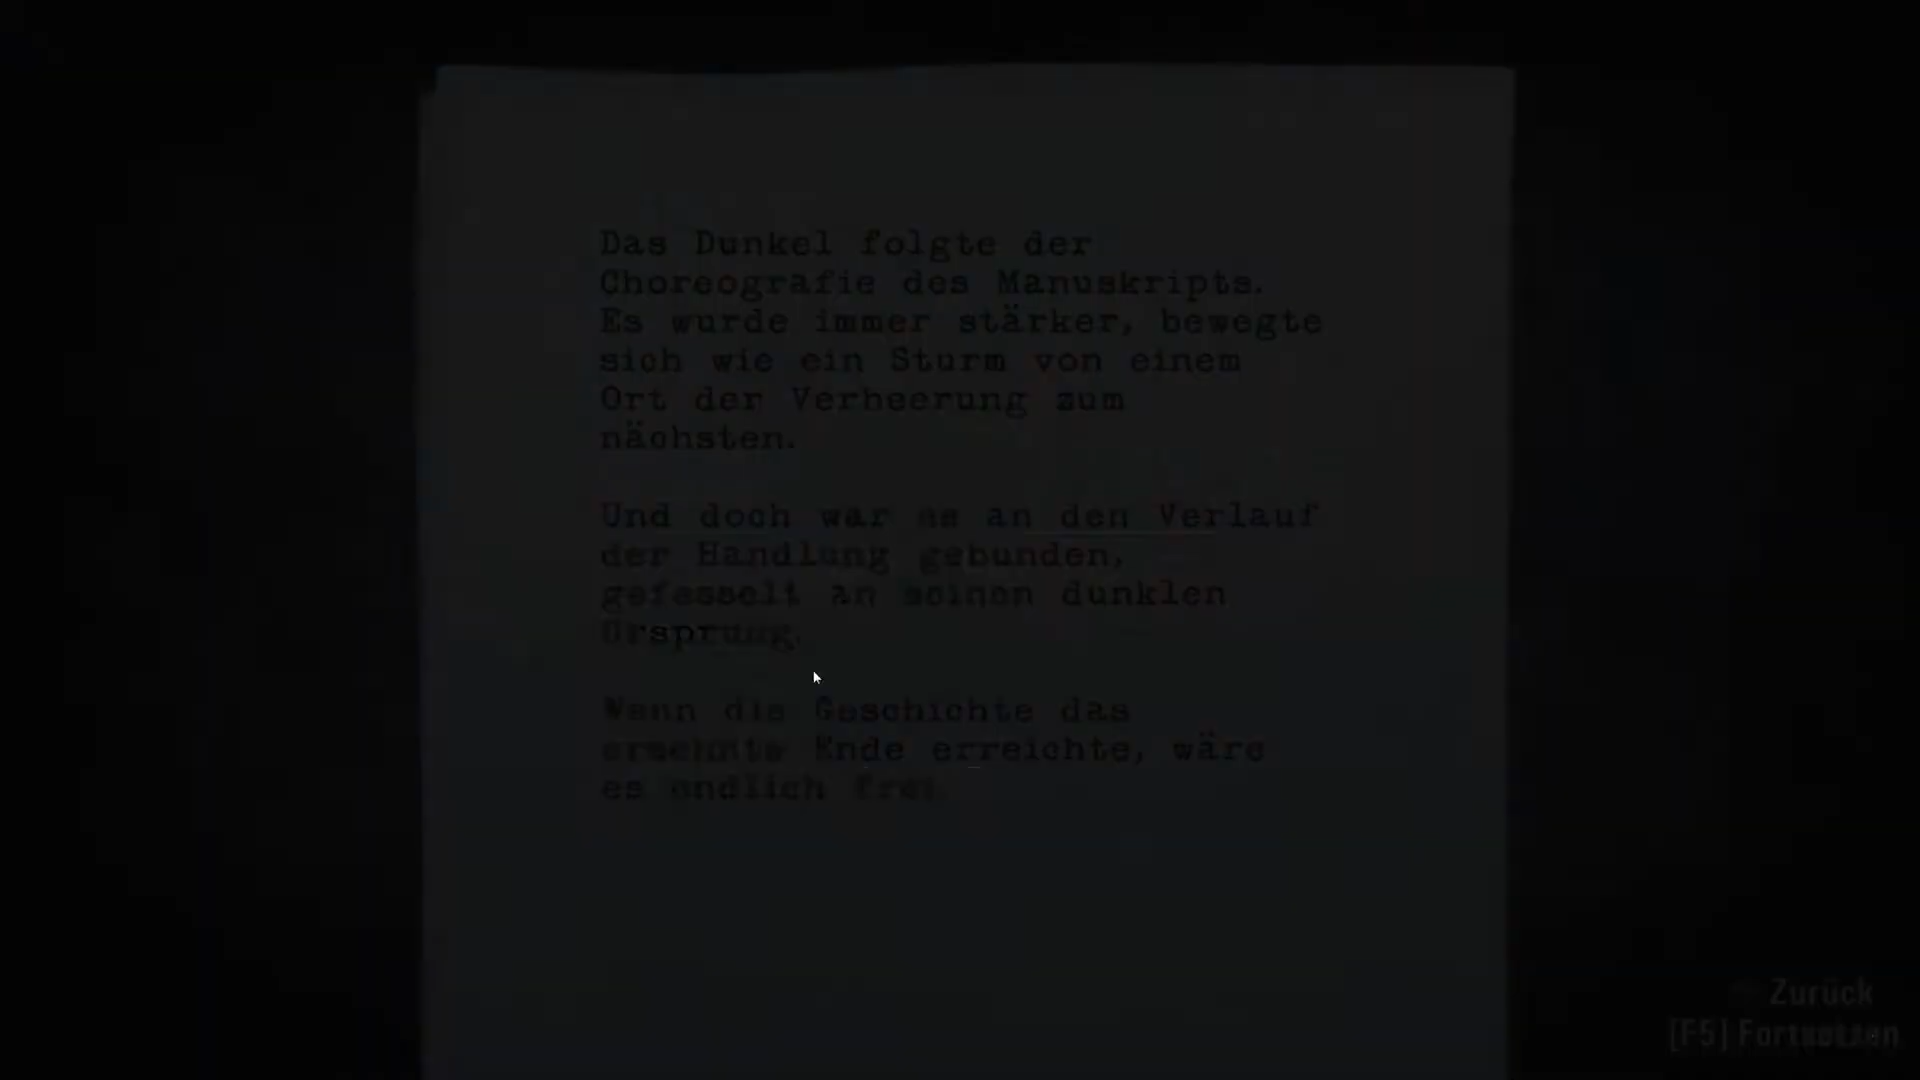 Das Dunkel folgte der
Choreografie des Manuskripts.
Es wurde immer stärker, bewegte
sich wie ein Sturm von einem
Ort der Verheerung zum
nächsten.
Und doch war es an den Verlauf
der Handlung gebunden,
gefesselt an seinen dunklen
Ursprung.
Wenn die Geschichte das
ersehnte Ende erreichte, wäre
es endlich frei.
Zurück
[F5] Fortsetzen